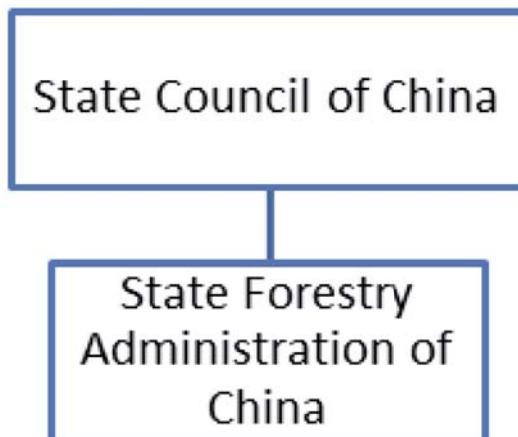 State Council of China
State Forestry
Administration of
China